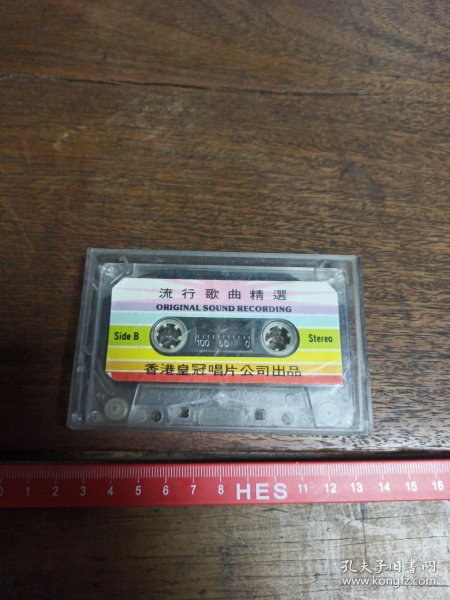 流行歌曲精選
ORIGINAL SOUND RECORDING
Side B
100 50 0
Stereo
香港皇冠唱片公司出品
0 1 2 3 4 5 6 7 8 HES 11 12 13 14 15 16
孔夫子旧书网
www.kongfz.com